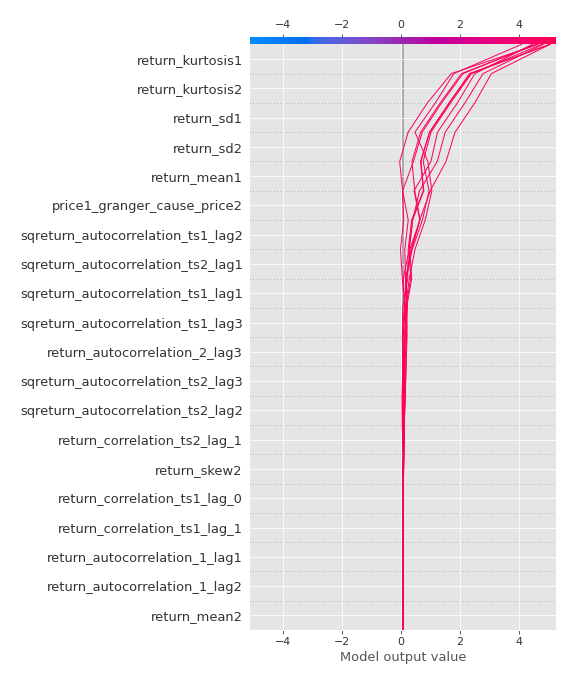 −4 −2 0 2 4
return_kurtosis1
return_kurtosis2
return_sd1
return_sd2
return_mean1
price1_granger_cause_price2
sqreturn_autocorrelation_ts1_lag2
sqreturn_autocorrelation_ts2_lag1
sqreturn_autocorrelation_ts1_lag1
sqreturn_autocorrelation_ts1_lag3
return_autocorrelation_2_lag3
sqreturn_autocorrelation_ts2_lag3
sqreturn_autocorrelation_ts2_lag2
return_correlation_ts2_lag_1
return_skew2
return_correlation_ts1_lag_0
return_correlation_ts1_lag_1
return_autocorrelation_1_lag1
return_autocorrelation_1_lag2
return_mean2
−4 −2 0 2 4
Model output value